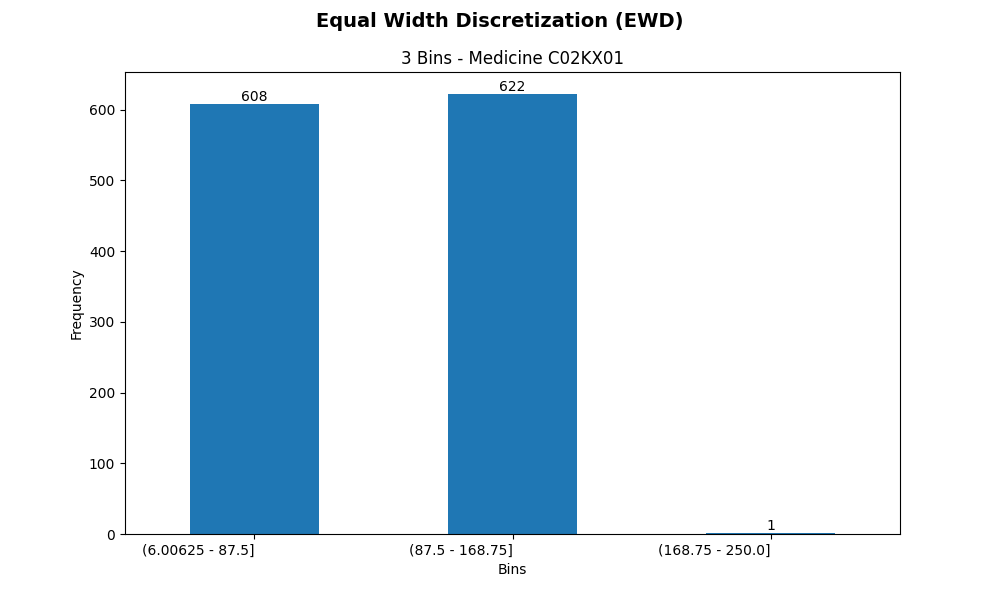 Equal Width Discretization (EWD)
3 Bins - Medicine C02KX01
608
622
1
600
500
400
300
200
100
0
Frequency
(6.00625 - 87.5]
(87.5 - 168.75]
(168.75 - 250.0]
Bins